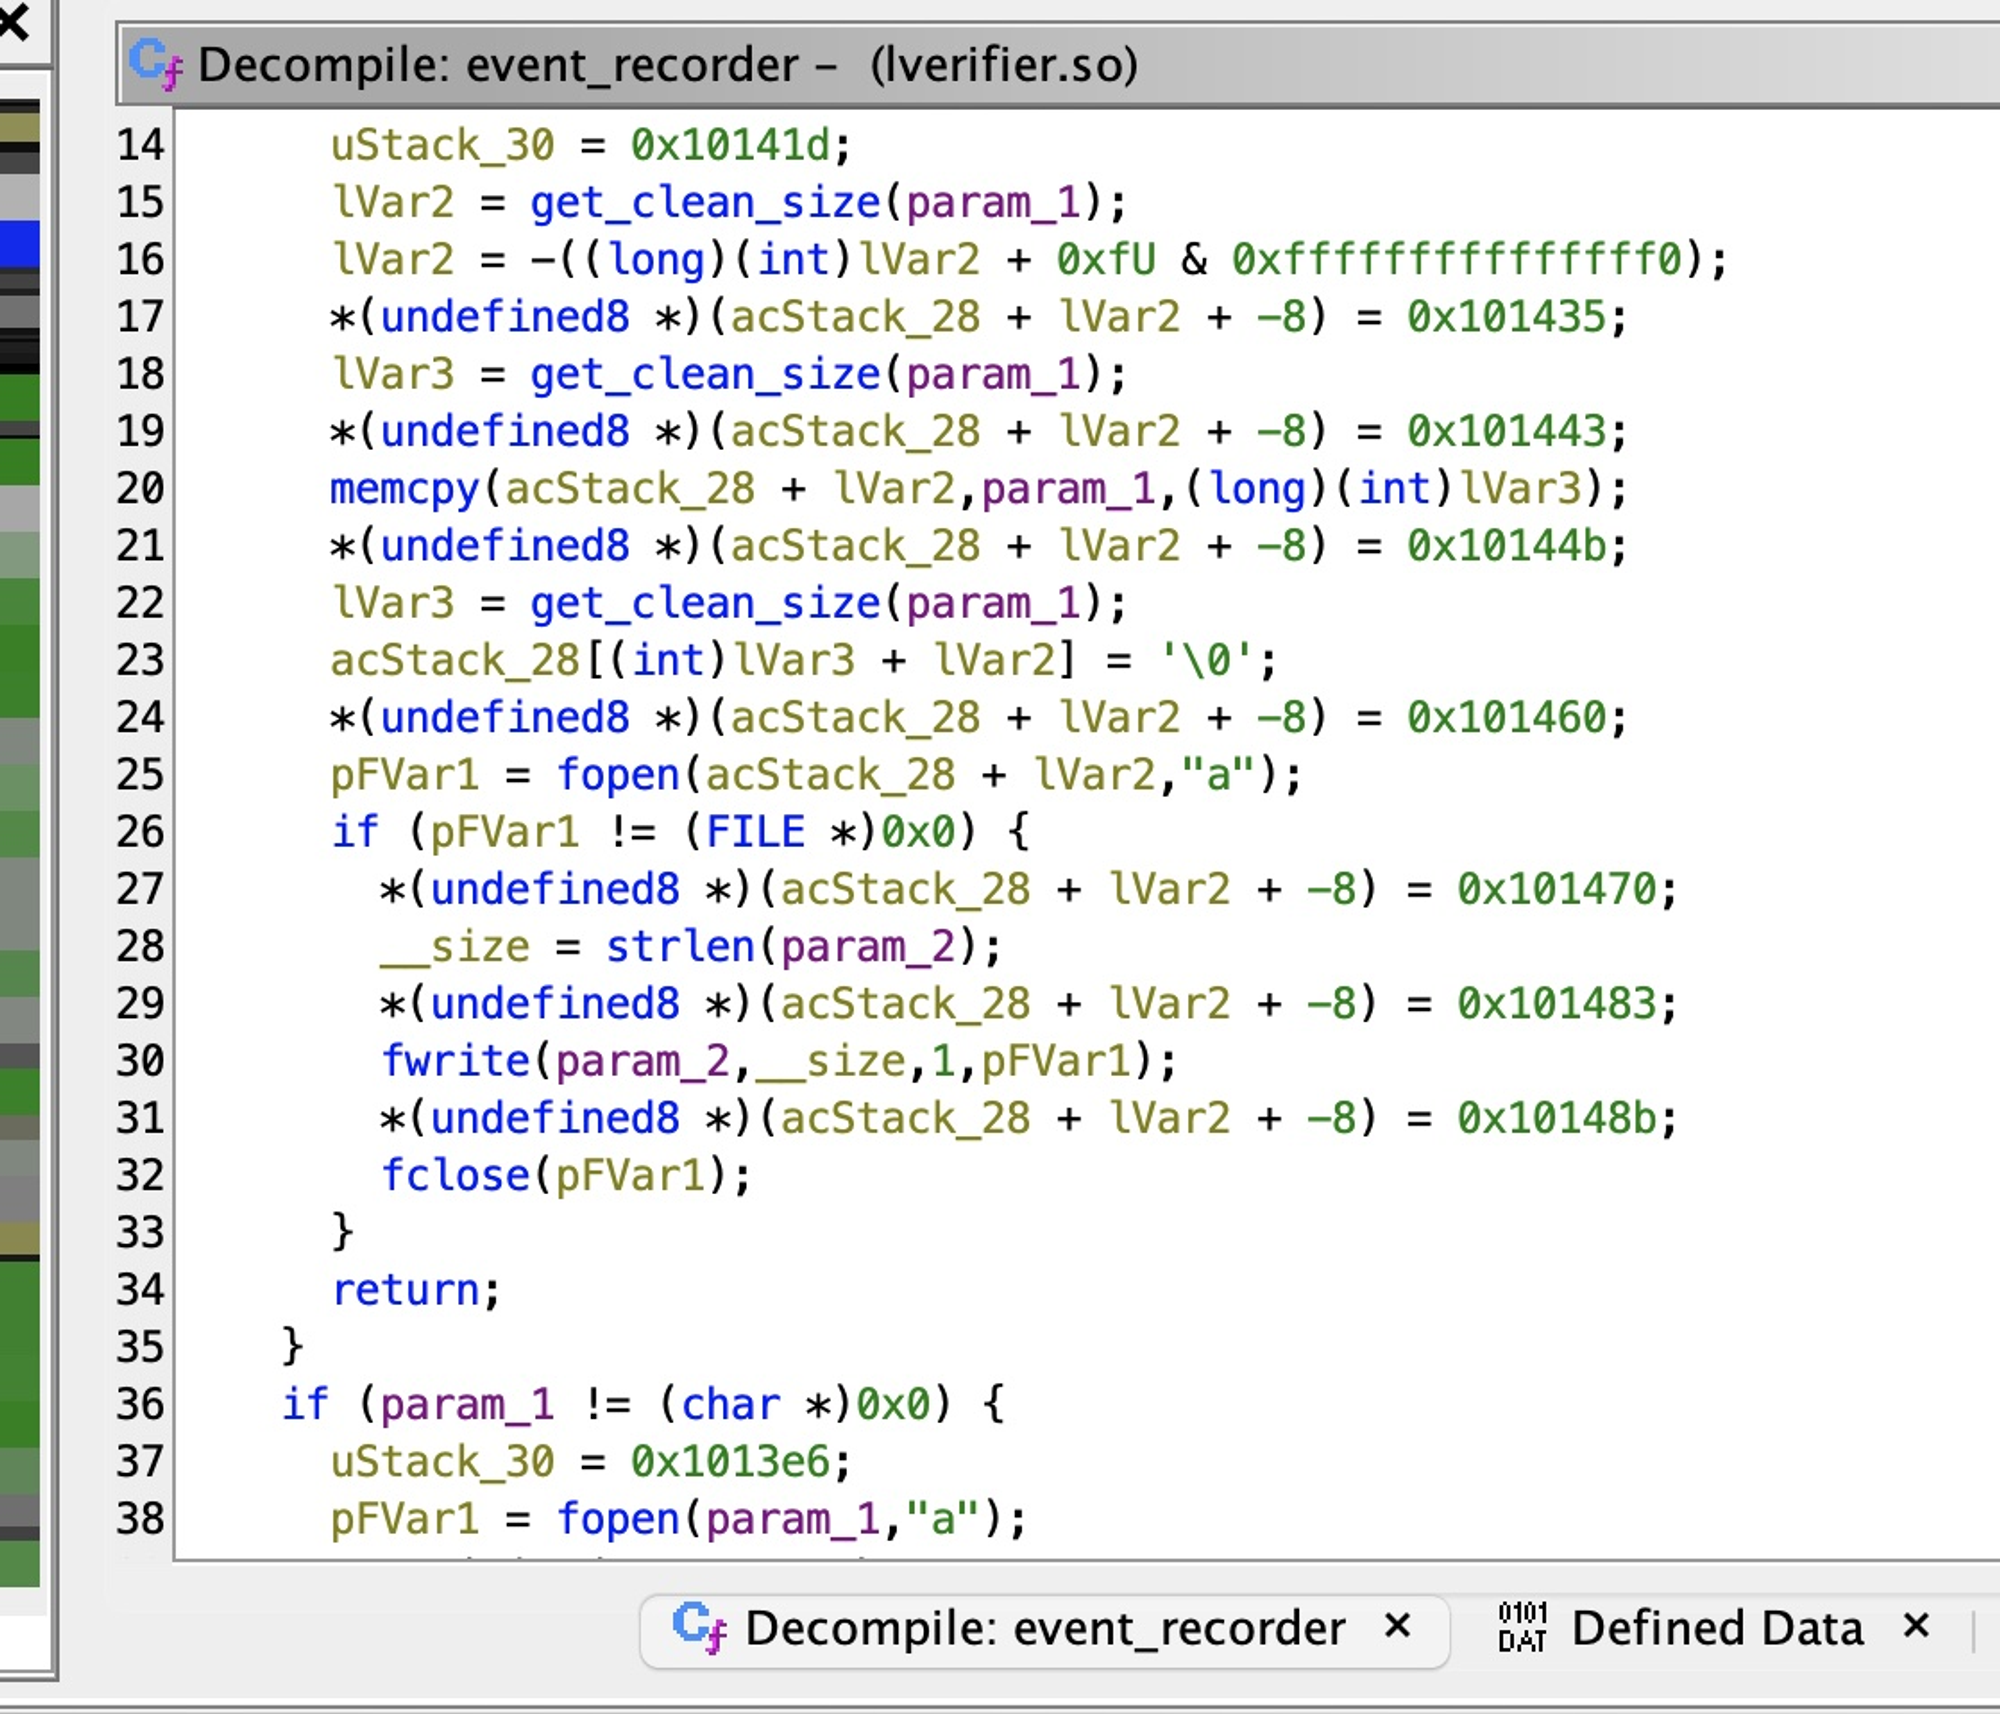 Decompile: event_recorder – (lverifier.so)
14 uStack_30 = 0x10141d;
15 lVar2 = get_clean_size(param_1);
16 lVar2 = -((long)(int)lVar2 + 0xfU & 0xfffffffffffffff0);
17 *(undefined8 *)(acStack_28 + lVar2 + -8) = 0x101435;
18 lVar3 = get_clean_size(param_1);
19 *(undefined8 *)(acStack_28 + lVar2 + -8) = 0x101443;
20 memcpy(acStack_28 + lVar2,param_1,(long)(int)lVar3);
21 *(undefined8 *)(acStack_28 + lVar2 + -8) = 0x10144b;
22 lVar3 = get_clean_size(param_1);
23 acStack_28[(int)lVar3 + lVar2] = '\0';
24 *(undefined8 *)(acStack_28 + lVar2 + -8) = 0x101460;
25 pFVar1 = fopen(acStack_28 + lVar2,"a");
26 if (pFVar1 != (FILE *)0x0) {
27 *(undefined8 *)(acStack_28 + lVar2 + -8) = 0x101470;
28 __size = strlen(param_2);
29 *(undefined8 *)(acStack_28 + lVar2 + -8) = 0x101483;
30 fwrite(param_2,__size,1,pFVar1);
31 *(undefined8 *)(acStack_28 + lVar2 + -8) = 0x10148b;
32 fclose(pFVar1);
33 }
34 return;
35 }
36 if (param_1 != (char *)0x0) {
37 uStack_30 = 0x1013e6;
38 pFVar1 = fopen(param_1,"a");
Decompile: event_recorder × 0101 DAT Defined Data ×